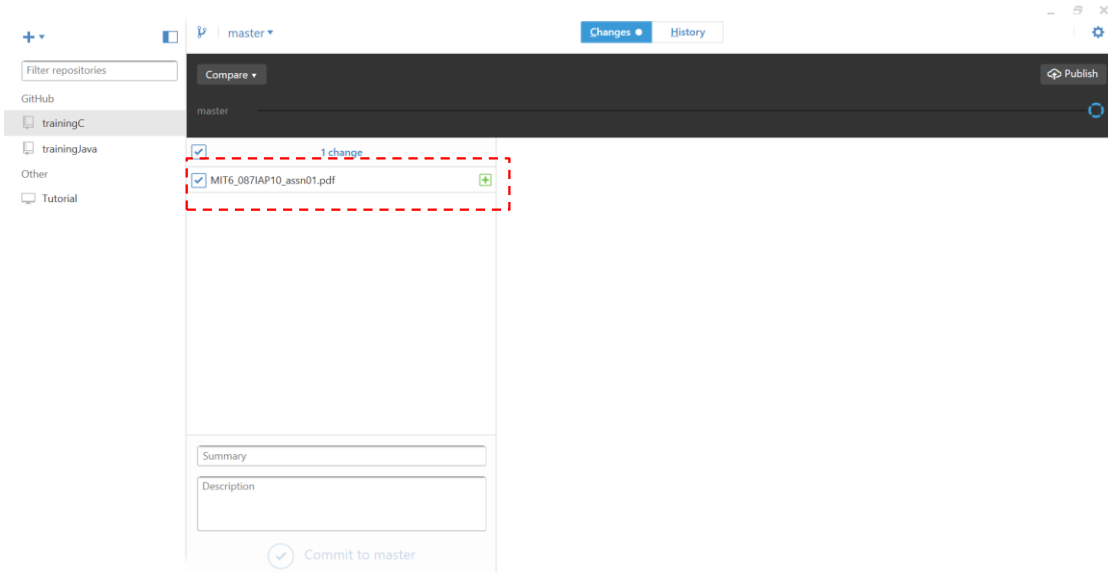 master
Changes
History
Filter repositories
Compare
Publish
GitHub
master
trainingC
trainingJava
1 change
Other
MIT6_087IAP10_assn01.pdf
Tutorial
Summary
Description
Commit to master